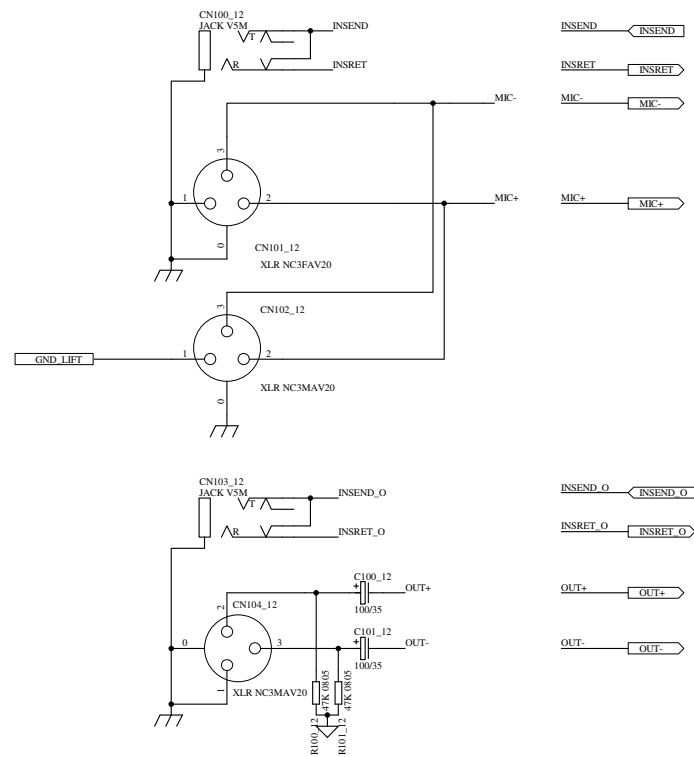 CN100_12
JACK V5M
T
INSEND
R
INSRET
INSEND
INSEND
INSRET
INSRET
MIC-
MIC-
MIC-
3
1
2
MIC+
MIC+
MIC+
0
CN101_12
XLR NC3FAV20
3
CN102_12
GND_LIFT
1
2
0
XLR NC3MAV20
CN103_12
JACK V5M
T
INSEND_O
R
INSRET_O
INSEND_O
INSEND_O
INSRET_O
INSRET_O
C100_12
+
OUT+
100/35
OUT+
OUT+
2
CN104_12
0
3
C101_12
+
OUT-
100/35
OUT-
OUT-
1
XLR NC3MAV20
47K 0805
47K 0805
R100_12
R101_12